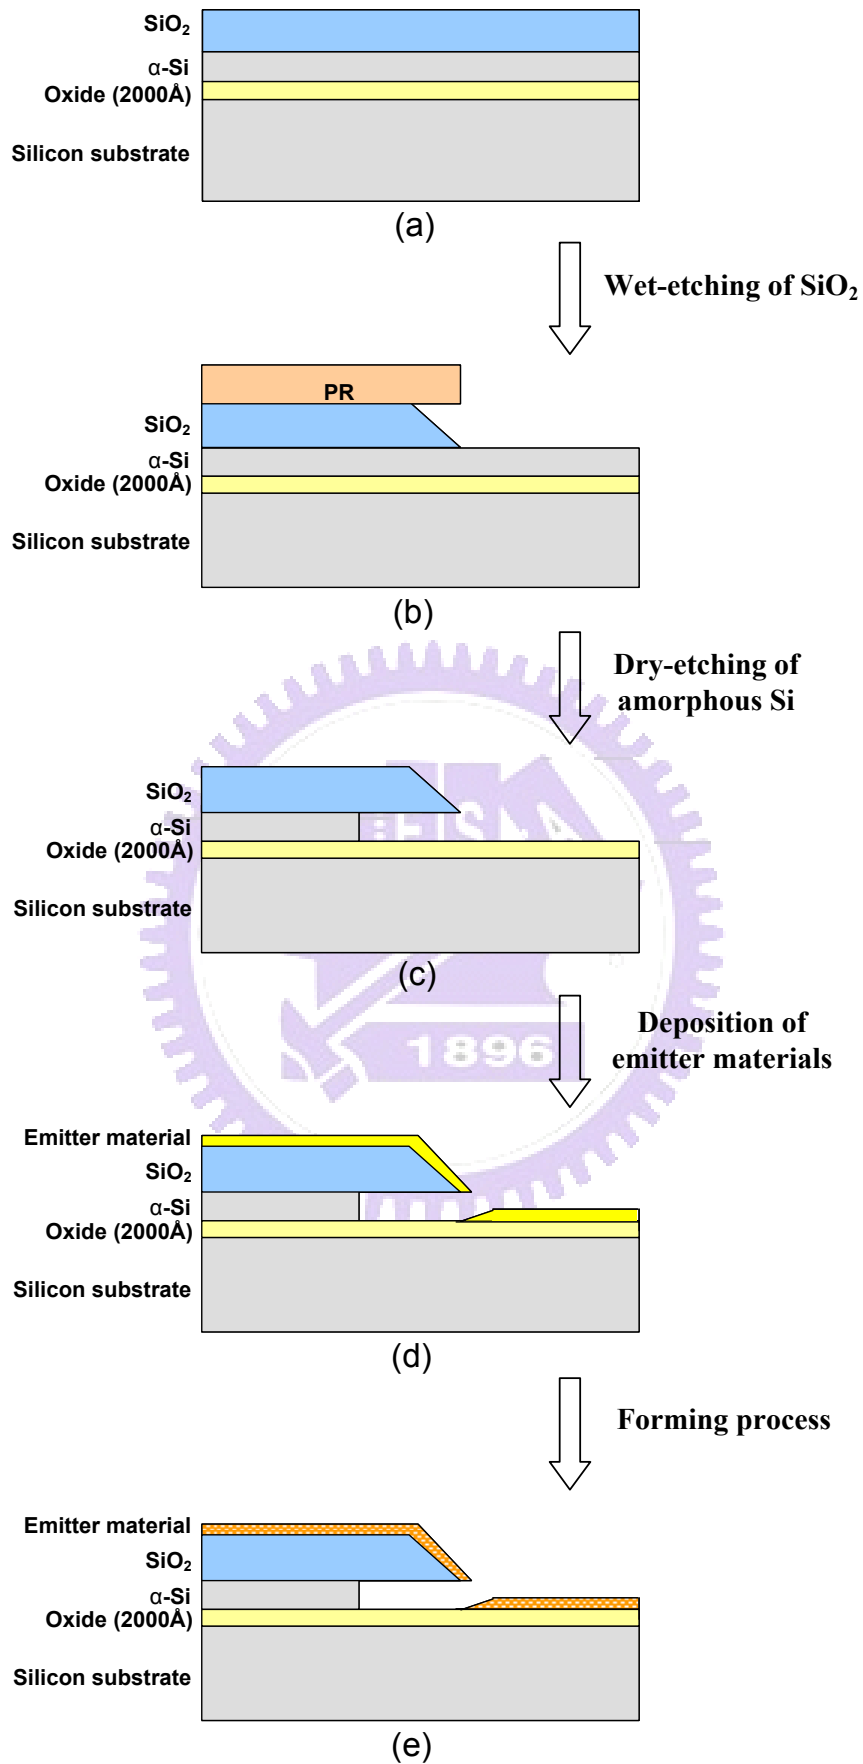 SiO₂
α-Si
Oxide (2000Å)
Silicon substrate
(a)
Wet-etching of SiO₂
PR
SiO₂
α-Si
Oxide (2000Å)
Silicon substrate
(b)
Dry-etching of
amorphous Si
SiO₂
α-Si
Oxide (2000Å)
Silicon substrate
(c)
Deposition of
emitter materials
1896
Emitter material
SiO₂
α-Si
Oxide (2000Å)
Silicon substrate
(d)
Forming process
Emitter material
SiO₂
α-Si
Oxide (2000Å)
Silicon substrate
(e)